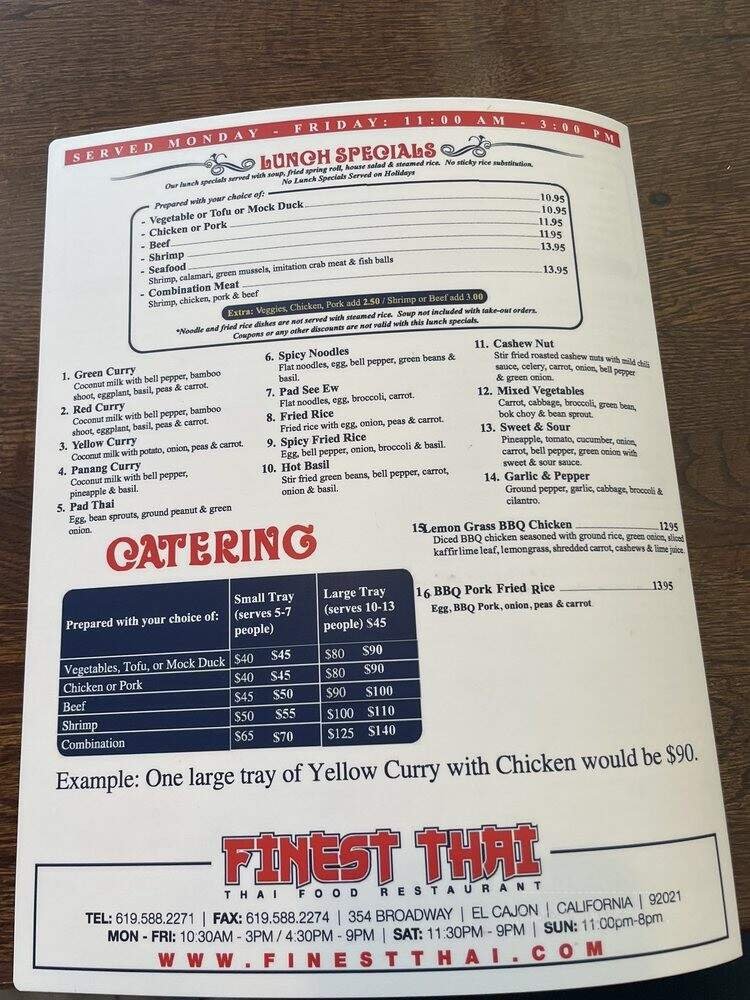 SERVED MONDAY - FRIDAY: 11:00 AM - 3:00 PM
LUNCH SPECIALS
Our lunch specials served with soup, fried spring roll, house salad & steamed rice. No sticky rice substitution.
No Lunch Specials Served on Holidays
Prepared with your choice of:
- Vegetable or Tofu or Mock Duck 10.95
- Chicken or Pork 10.95
- Beef 11.95
- Shrimp 11.95
- Seafood 13.95
Shrimp, calamari, green mussels, imitation crab meat & fish balls
- Combination Meat 13.95
Shrimp, chicken, pork & beef
Extra: Veggies, Chicken, Pork add 2.50 / Shrimp or Beef add 3.00
*Noodle and fried rice dishes are not served with steamed rice. Soup not included with take-out orders.
Coupons or any other discounts are not valid with this lunch specials.
1. Green Curry
Coconut milk with bell pepper, bamboo
shoot, eggplant, basil, peas & carrot.
2. Red Curry
Coconut milk with bell pepper, bamboo
shoot, eggplant, basil, peas & carrot.
3. Yellow Curry
Coconut milk with potato, onion, peas & carrot.
4. Panang Curry
Coconut milk with bell pepper,
pineapple & basil.
5. Pad Thai
Egg, bean sprouts, ground peanut & green
onion.
6. Spicy Noodles
Flat noodles, egg, bell pepper, green beans &
basil.
7. Pad See Ew
Flat noodles, egg, broccoli, carrot.
8. Fried Rice
Fried rice with egg, onion, peas & carrot.
9. Spicy Fried Rice
Egg, bell pepper, onion, broccoli & basil.
10. Hot Basil
Stir fried green beans, bell pepper, carrot,
onion & basil.
11. Cashew Nut
Stir fried roasted cashew nuts with mild chili
sauce, celery, carrot, onion, bell pepper
& green onion.
12. Mixed Vegetables
Carrot, cabbage, broccoli, green bean,
bok choy & bean sprout.
13. Sweet & Sour
Pineapple, tomato, cucumber, onion,
carrot, bell pepper, green onion with
sweet & sour sauce.
14. Garlic & Pepper
Ground pepper, garlic, cabbage, broccoli &
cilantro.
15 Lemon Grass BBQ Chicken 12.95
Diced BBQ chicken seasoned with ground rice, green onion, sliced
kaffir lime leaf, lemongrass, shredded carrot, cashews & lime juice.
16 BBQ Pork Fried Rice 13.95
Egg, BBQ Pork, onion, peas & carrot
CATERING
Prepared with your choice of: Small Tray (serves 5-7 people) Large Tray (serves 10-13 people) $45
Vegetables, Tofu, or Mock Duck $40 $45 $80 $90
Chicken or Pork $40 $45 $80 $90
Beef $45 $50 $90 $100
Shrimp $50 $55 $100 $110
Combination $65 $70 $125 $140
Example: One large tray of Yellow Curry with Chicken would be $90.
FINEST THAI
THAI FOOD RESTAURANT
TEL: 619.588.2271 | FAX: 619.588.2274 | 354 BROADWAY | EL CAJON | CALIFORNIA | 92021
MON - FRI: 10:30AM - 3PM / 4:30PM - 9PM | SAT: 11:30PM - 9PM | SUN: 11:00pm-8pm
WWW.FINESTTHAI.COM